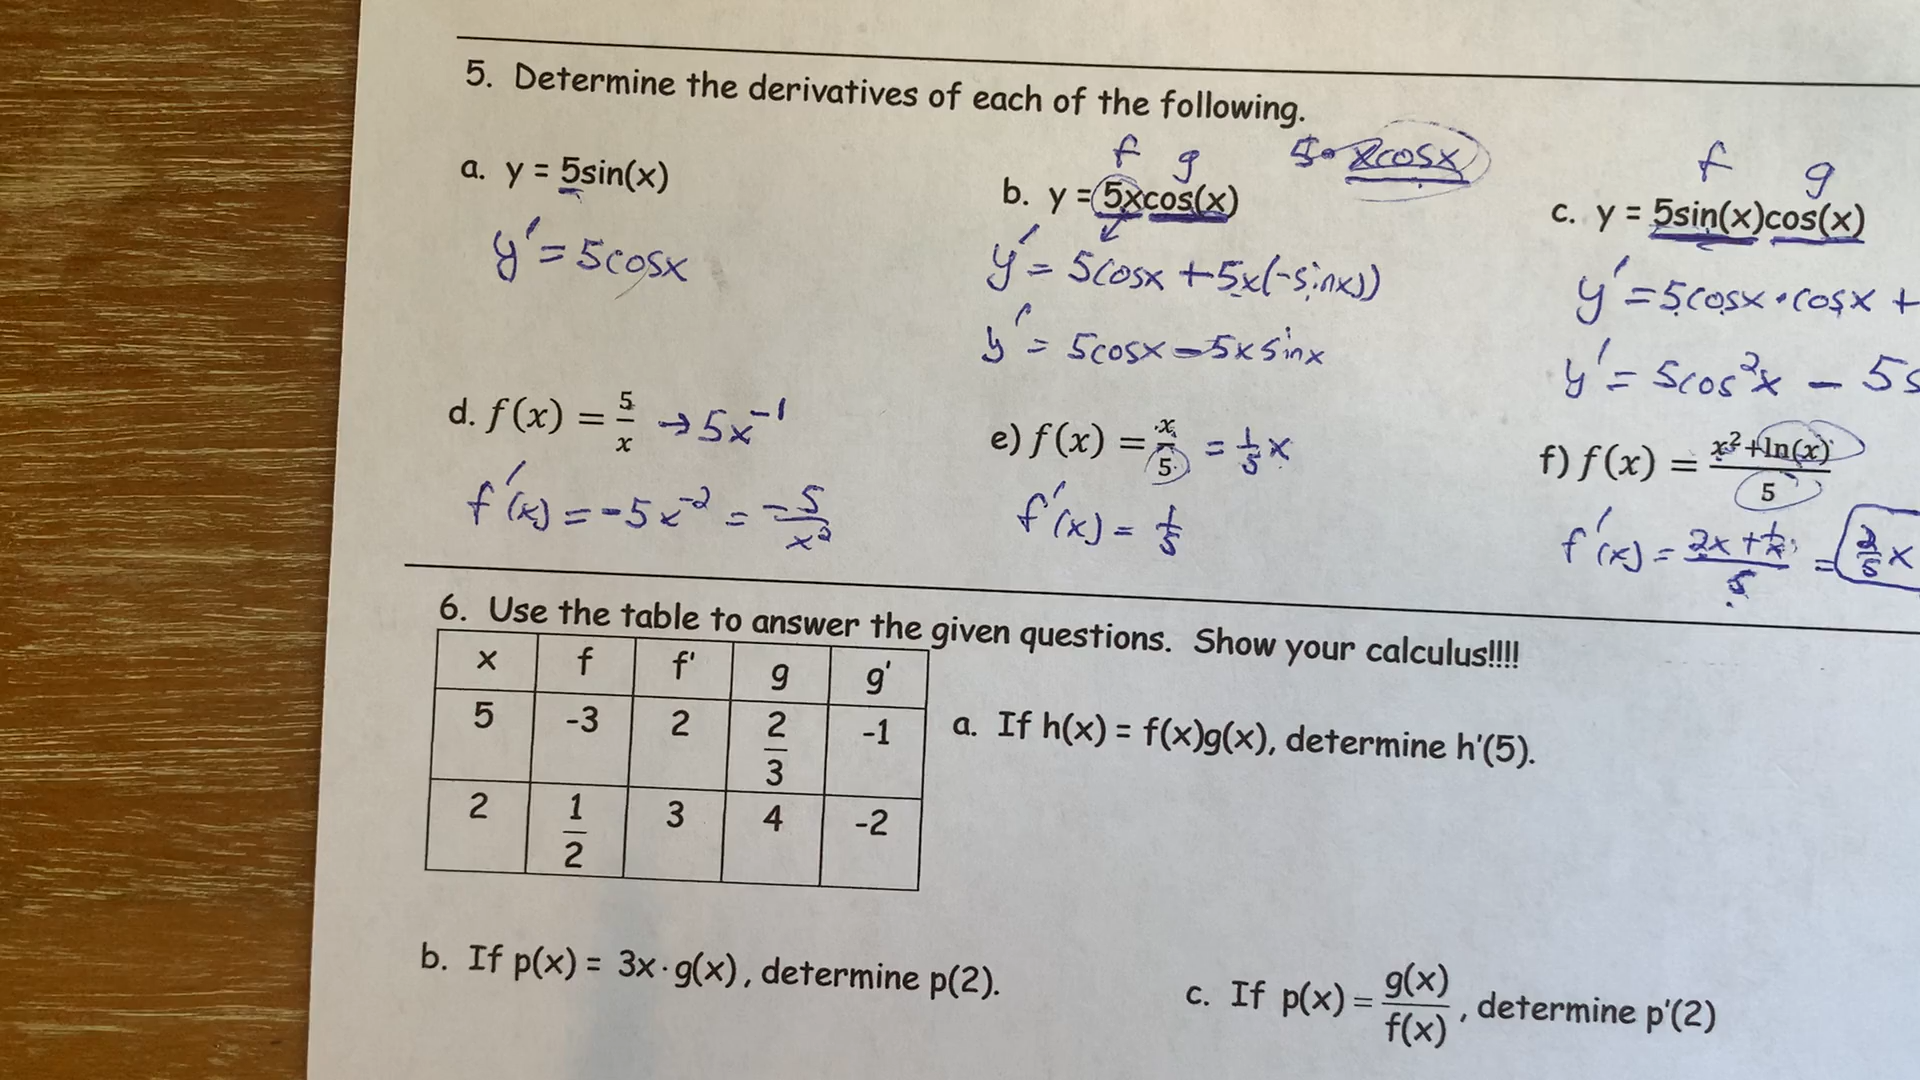 5. Determine the derivatives of each of the following.
a. y = 5sin(x)
y' = 5cosx
f g
5• xcosx
b. y = 5xcos(x)
y' = 5cosx + 5x(-sinx))
y' = 5cosx - 5xsinx
f g
c. y = 5sin(x)cos(x)
y' = 5cosx • cosx +
y' = 5cos²x - 5s
d. f(x) = 5/x → 5x⁻¹
f'(x) = -5x⁻² = -5/x²
e) f(x) = x/5 = 1/5 x
f'(x) = 1/5
f) f(x) = (x²+ln(x))/5
f'(x) = (2x + 1/x)/5 = 2/5 x
6. Use the table to answer the given questions. Show your calculus!!!!
x f f' g g'
5 -3 2 2/3 -1
2 1/2 3 4 -2
a. If h(x) = f(x)g(x), determine h'(5).
b. If p(x) = 3x·g(x), determine p(2).
c. If p(x) = g(x)/f(x), determine p'(2)